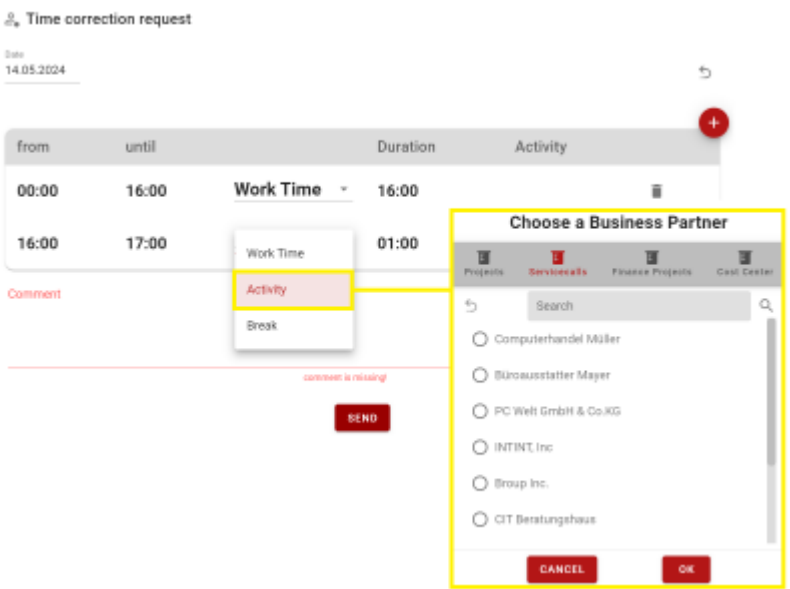 Time correction request
Date
14.05.2024
from until Duration Activity
00:00 16:00 Work Time 16:00
16:00 17:00 01:00
Work Time
Activity
Break
Comment
comment is missing!
SEND
Choose a Business Partner
Projects Servicecalls Finance Projects Cost Center
Search
Computerhandel Müller
Büroausstatter Mayer
PC Welt GmbH & Co.KG
INTINT, Inc
Broup Inc.
CIT Beratungshaus
CANCEL OK